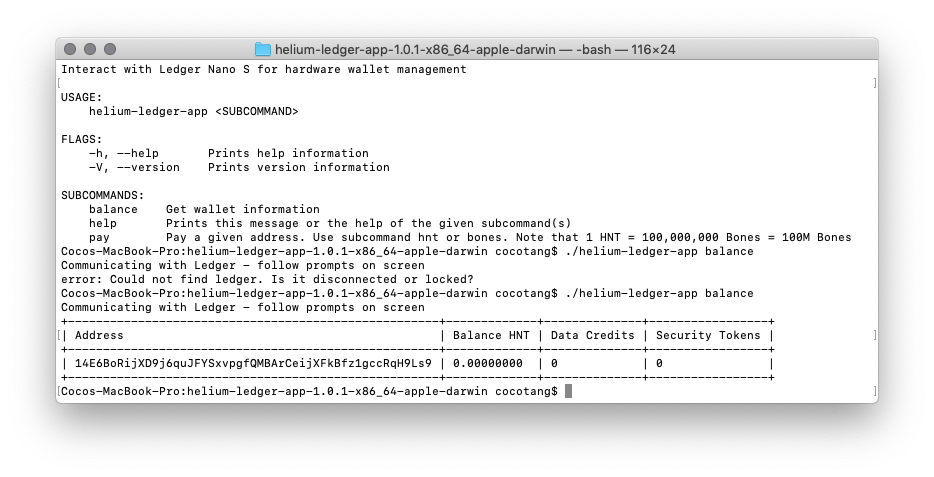 helium-ledger-app-1.0.1-x86_64-apple-darwin — -bash — 116×24
Interact with Ledger Nano S for hardware wallet management
USAGE:
    helium-ledger-app <SUBCOMMAND>
FLAGS:
    -h, --help       Prints help information
    -V, --version    Prints version information
SUBCOMMANDS:
    balance    Get wallet information
    help       Prints this message or the help of the given subcommand(s)
    pay        Pay a given address. Use subcommand hnt or bones. Note that 1 HNT = 100,000,000 Bones = 100M Bones
Cocos-MacBook-Pro:helium-ledger-app-1.0.1-x86_64-apple-darwin cocotang$ ./helium-ledger-app balance
Communicating with Ledger - follow prompts on screen
error: Could not find ledger. Is it disconnected or locked?
Cocos-MacBook-Pro:helium-ledger-app-1.0.1-x86_64-apple-darwin cocotang$ ./helium-ledger-app balance
Communicating with Ledger - follow prompts on screen
| Address | Balance HNT | Data Credits | Security Tokens |
| 14E6BoRijXD9j6quJFYSxvpgfQMBArCeijXFkBfz1gccRqH9Ls9 | 0.00000000 | 0 | 0 |
Cocos-MacBook-Pro:helium-ledger-app-1.0.1-x86_64-apple-darwin cocotang$